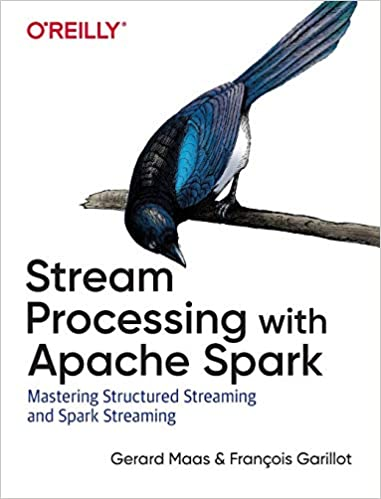 O'REILLY®
Stream
Processing with
Apache Spark
Mastering Structured Streaming
and Spark Streaming
Gerard Maas & François Garillot